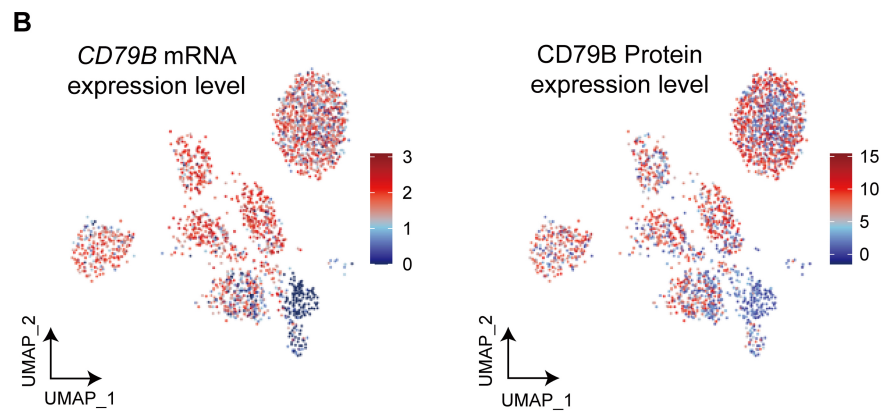 B
CD79B mRNA
expression level
3
2
1
0
UMAP_2
UMAP_1
CD79B Protein
expression level
15
10
5
0
UMAP_2
UMAP_1